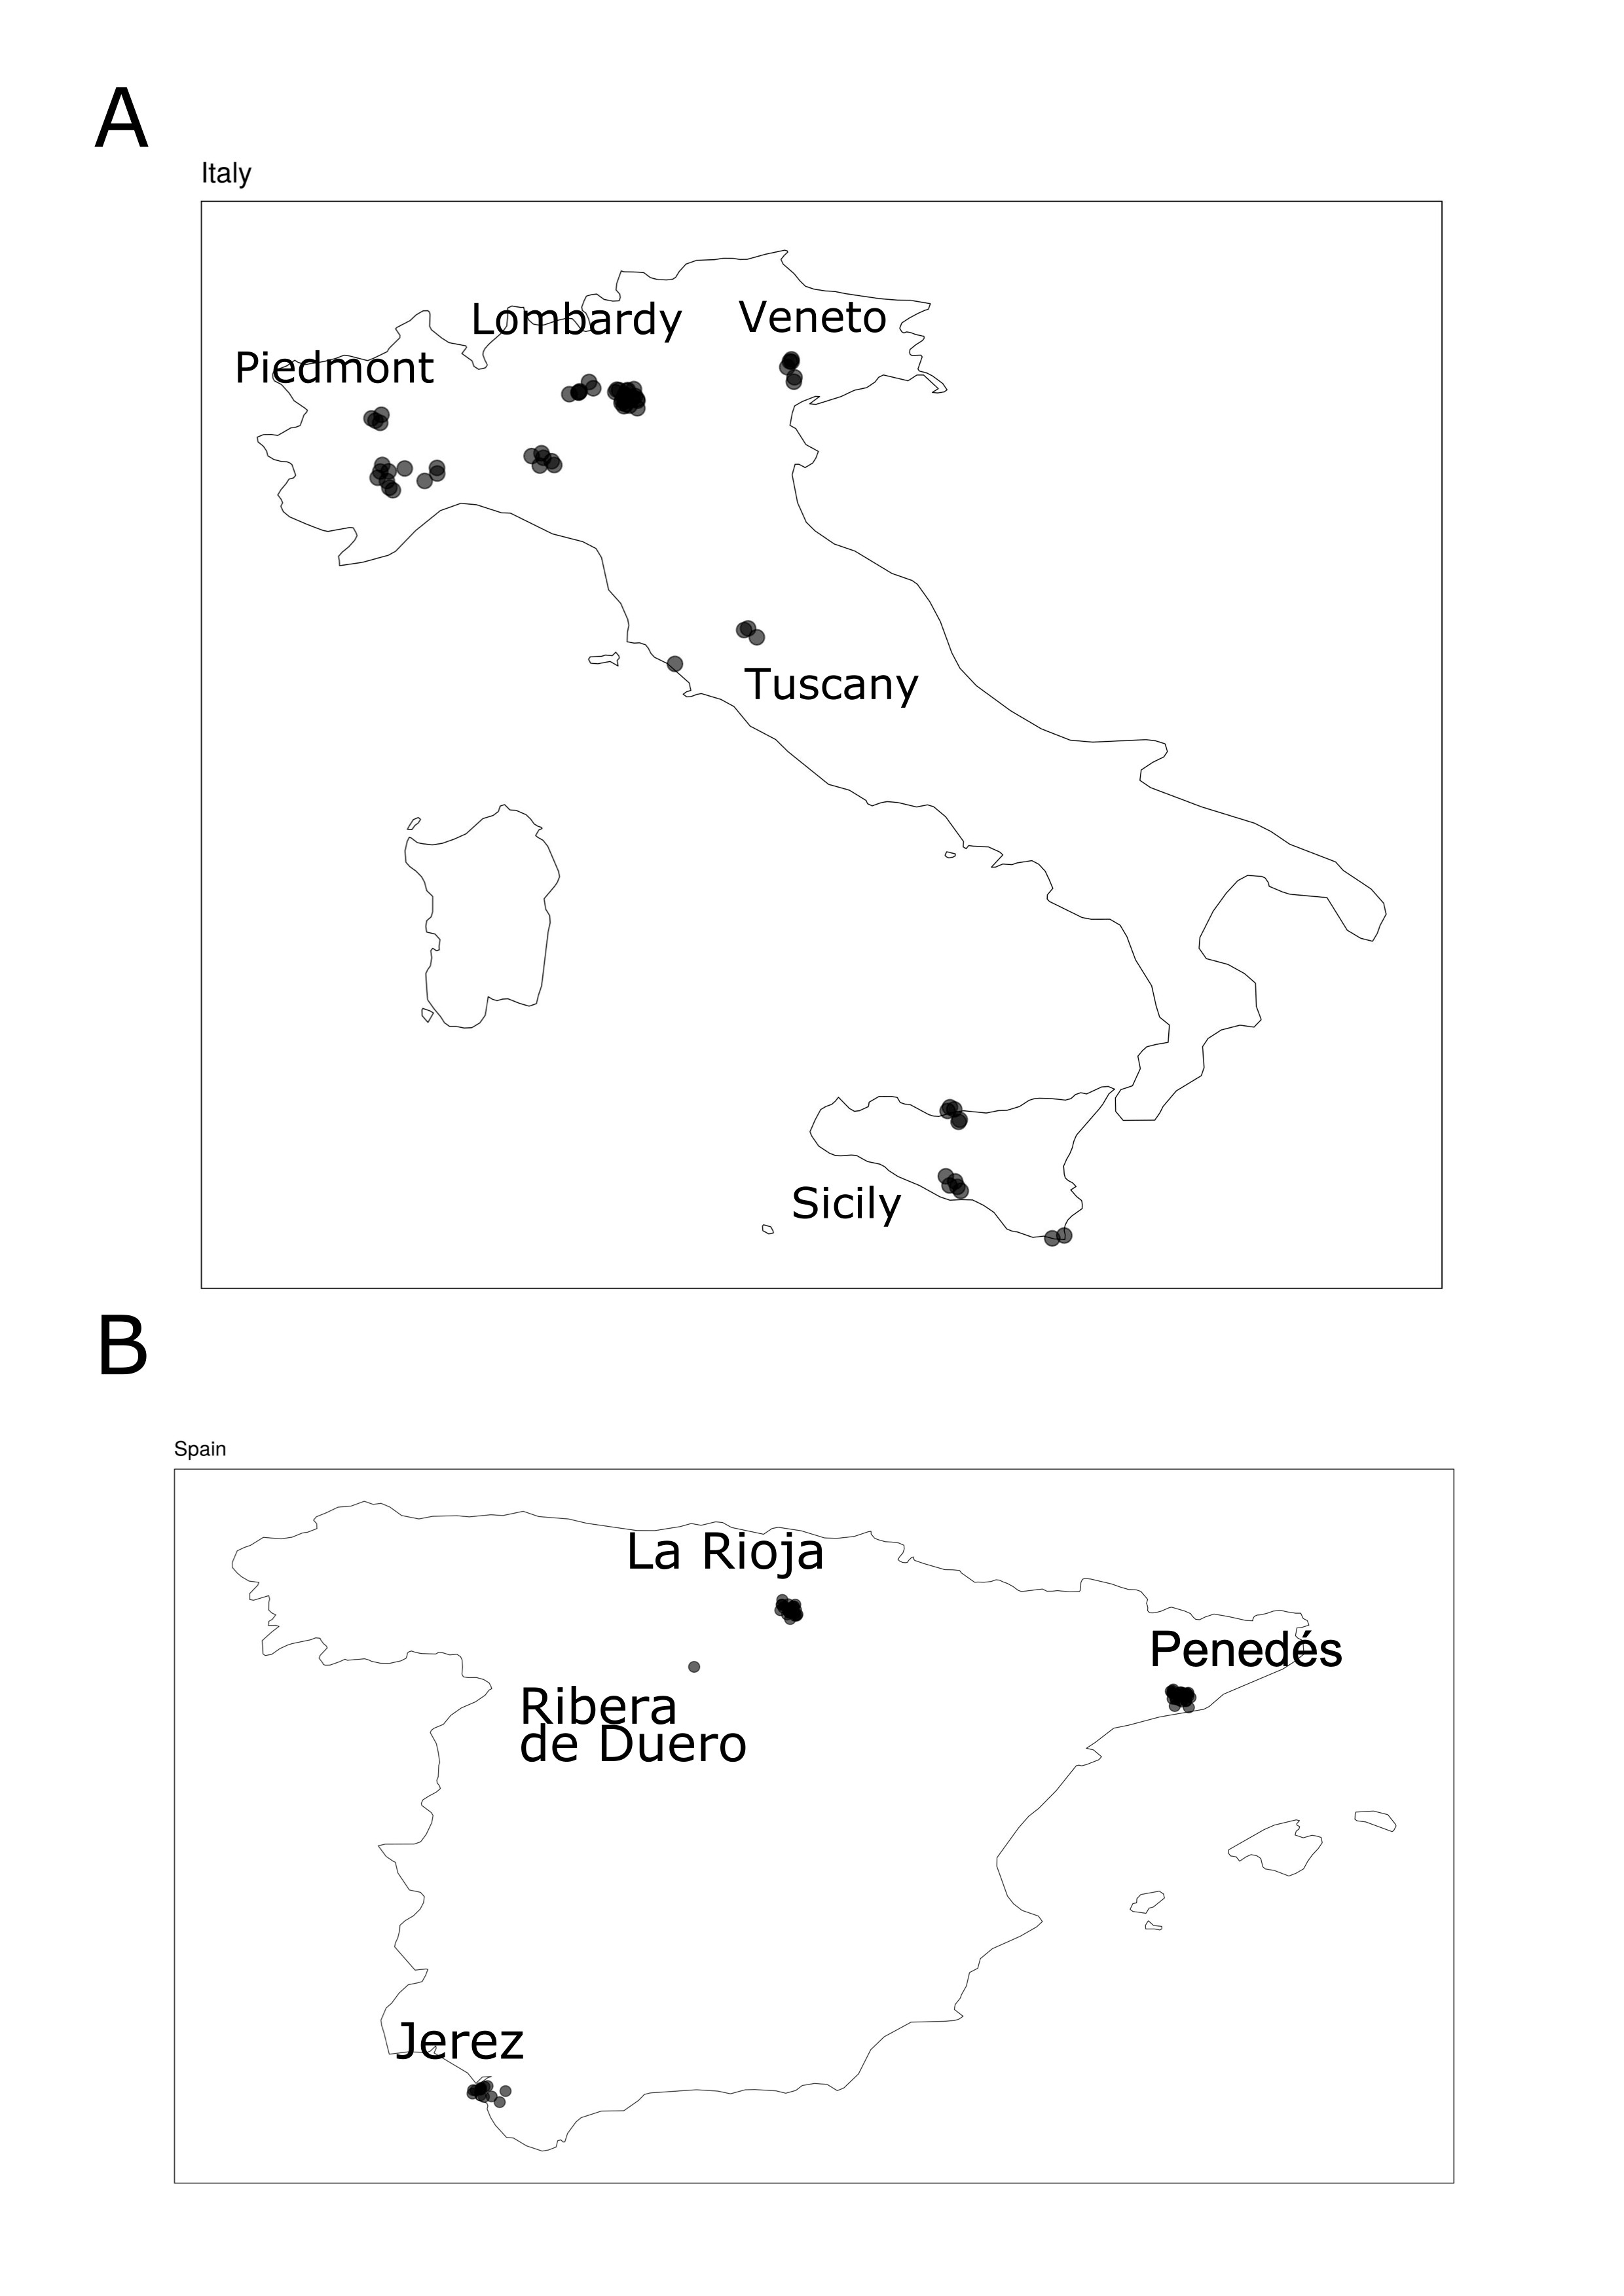 A
Italy
Lombardy
Veneto
Piedmont
Tuscany
Sicily
B
Spain
La Rioja
Penedés
Ribera
de Duero
Jerez